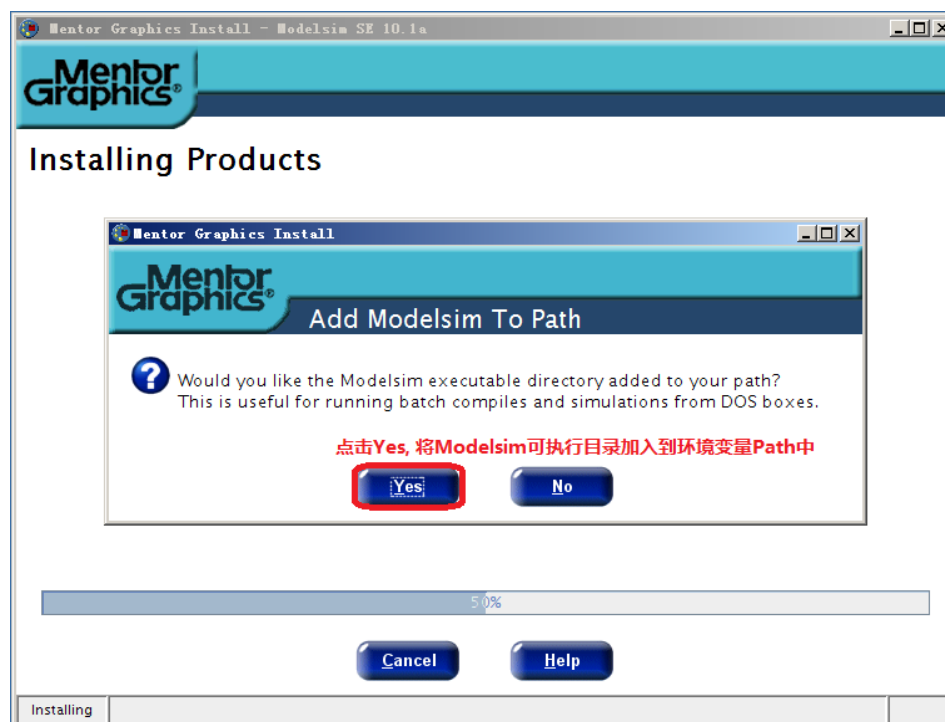 Mentor Graphics Install - Modelsim SE 10.1a
Mentor
Graphics®
Installing Products
Mentor Graphics Install
Mentor
Graphics®
Add Modelsim To Path
Would you like the Modelsim executable directory added to your path?
This is useful for running batch compiles and simulations from DOS boxes.
点击Yes, 将Modelsim可执行目录加入到环境变量Path中
Yes
No
50%
Cancel
Help
Installing